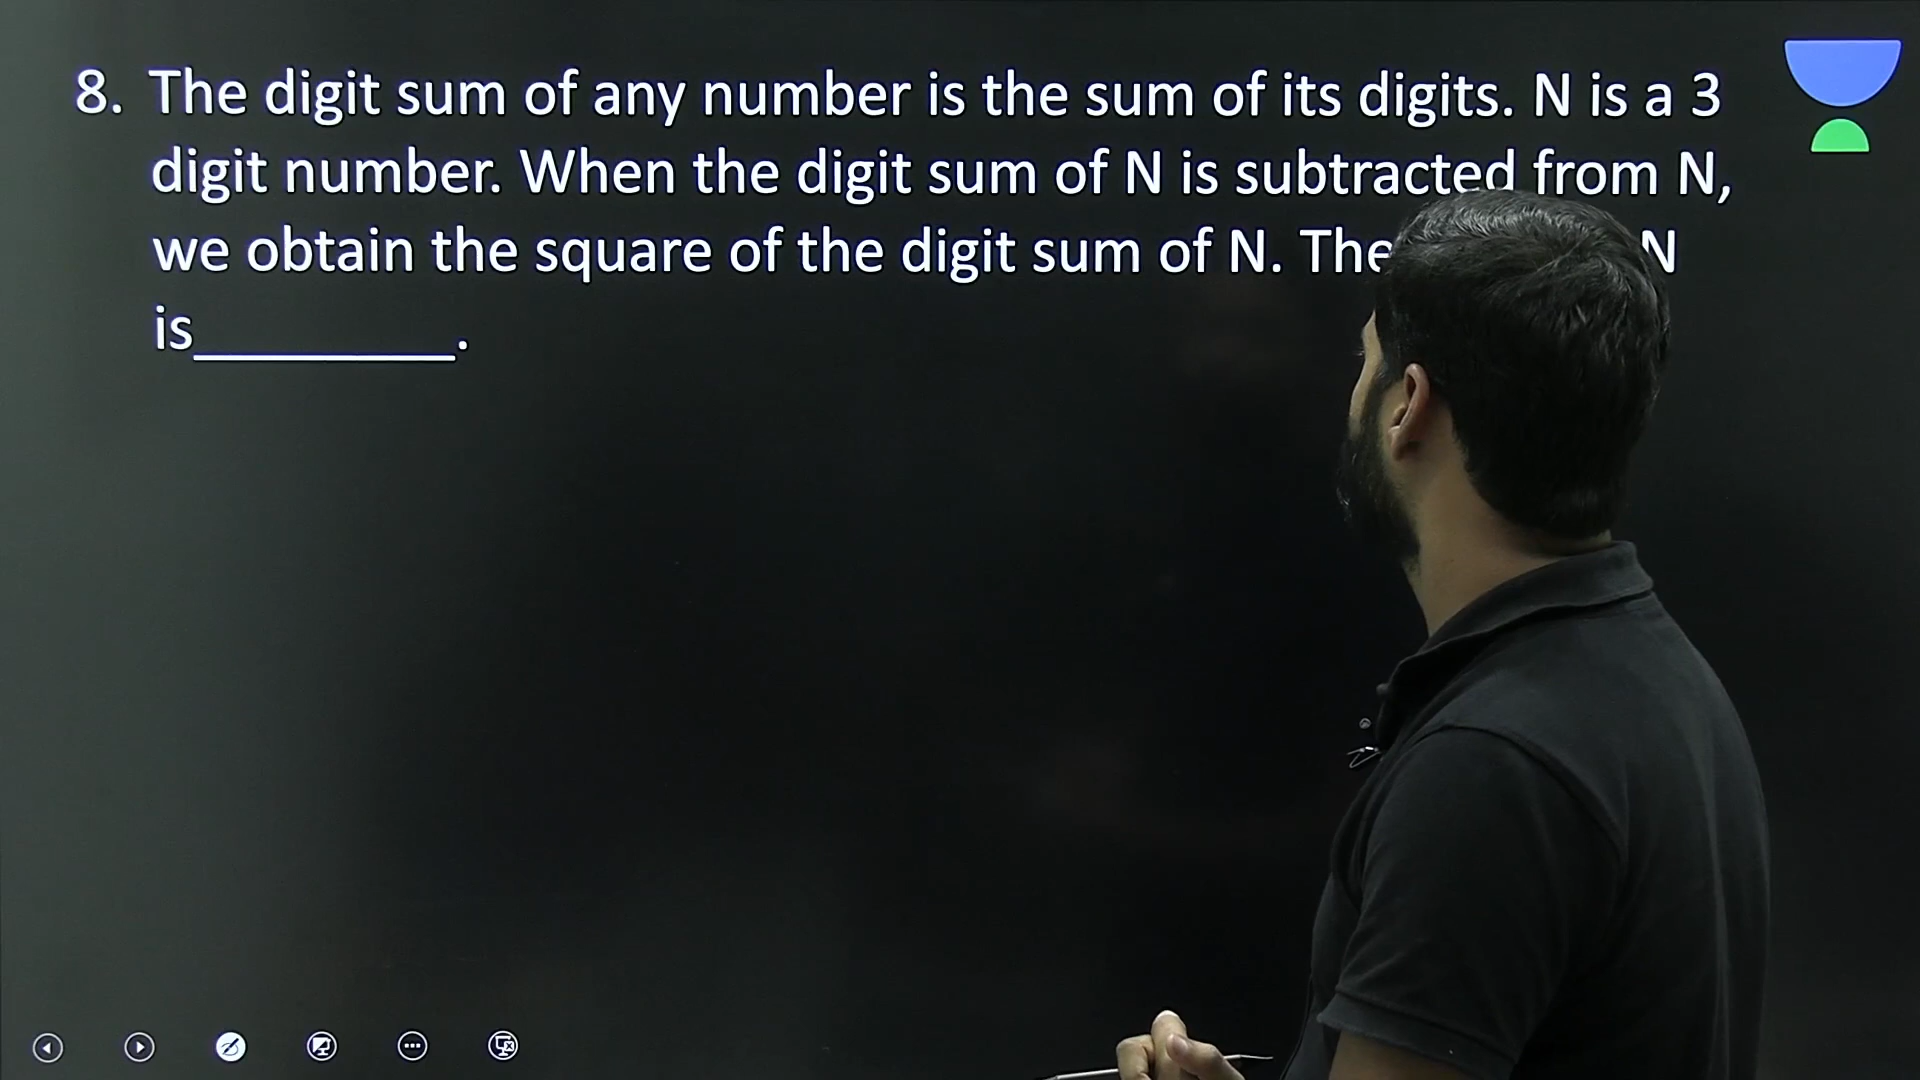 8. The digit sum of any number is the sum of its digits. N is a 3
digit number. When the digit sum of N is subtracted from N,
we obtain the square of the digit sum of N. The N
is_________.